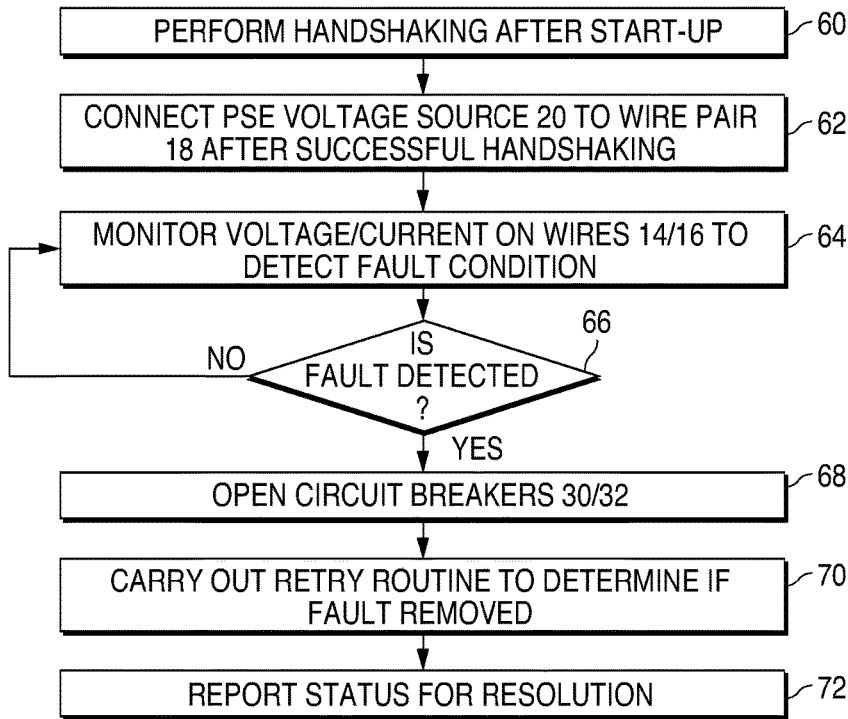 PERFORM HANDSHAKING AFTER START-UP
60
CONNECT PSE VOLTAGE SOURCE 20 TO WIRE PAIR
18 AFTER SUCCESSFUL HANDSHAKING
62
MONITOR VOLTAGE/CURRENT ON WIRES 14/16 TO
DETECT FAULT CONDITION
64
IS
FAULT DETECTED
?
66
NO
YES
OPEN CIRCUIT BREAKERS 30/32
68
CARRY OUT RETRY ROUTINE TO DETERMINE IF
FAULT REMOVED
70
REPORT STATUS FOR RESOLUTION
72